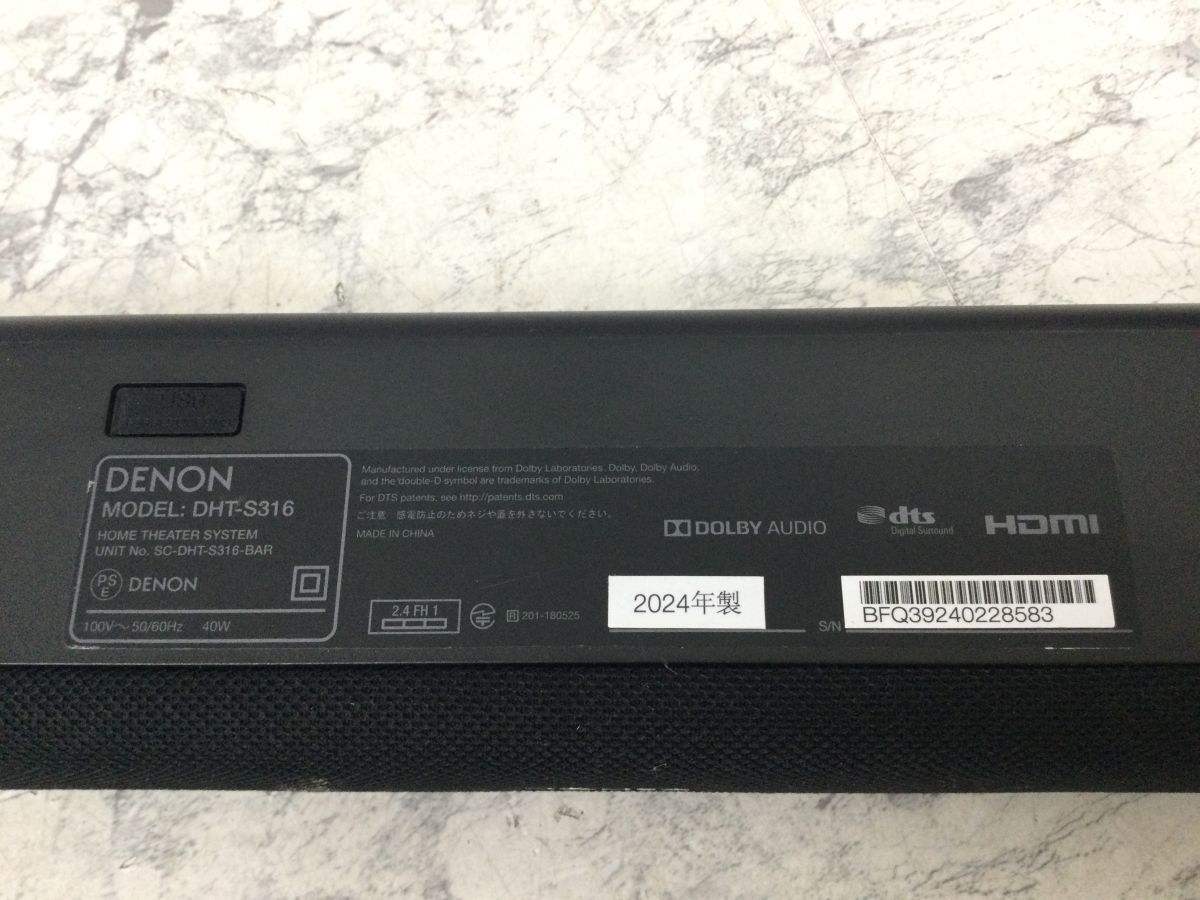 USB
DENON
MODEL: DHT-S316
HOME THEATER SYSTEM
UNIT No. SC-DHT-S316-BAR
PS
E
DENON
100V～50/60Hz 40W
Manufactured under license from Dolby Laboratories. Dolby, Dolby Audio,
and the double-D symbol are trademarks of Dolby Laboratories.
For DTS patents, see http://patents.dts.com
ご注意 感電防止のためネジや蓋を外さないでください。
MADE IN CHINA
2.4 FH 1
R 201-180525
DOLBY AUDIO
dts
Digital Surround
HDMI
2024年製
S/N
BFQ39240228583